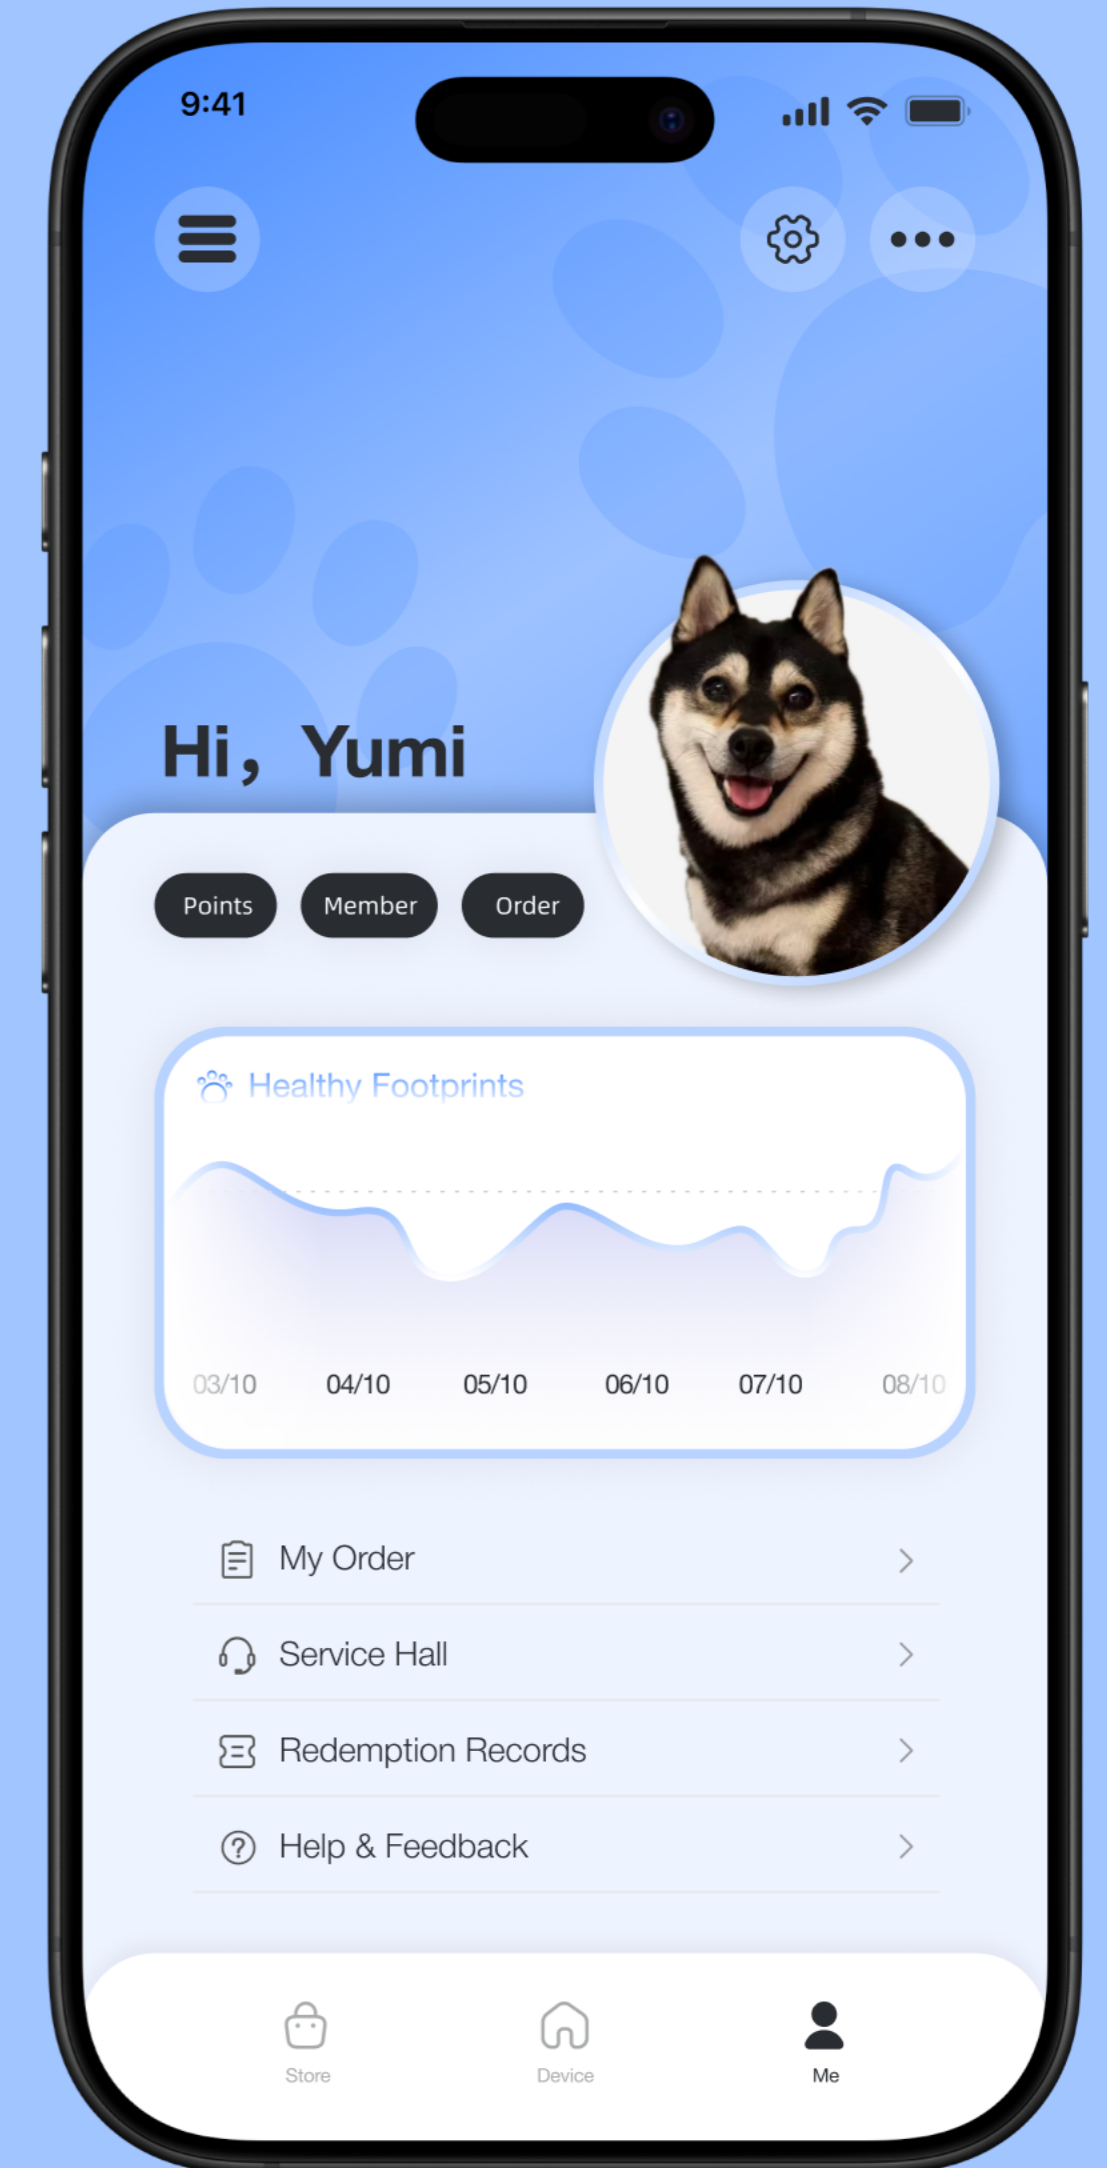 9:41
Hi，Yumi
Points Member Order
Healthy Footprints
03/10 04/10 05/10 06/10 07/10 08/10
My Order
Service Hall
Redemption Records
Help & Feedback
Store Device Me